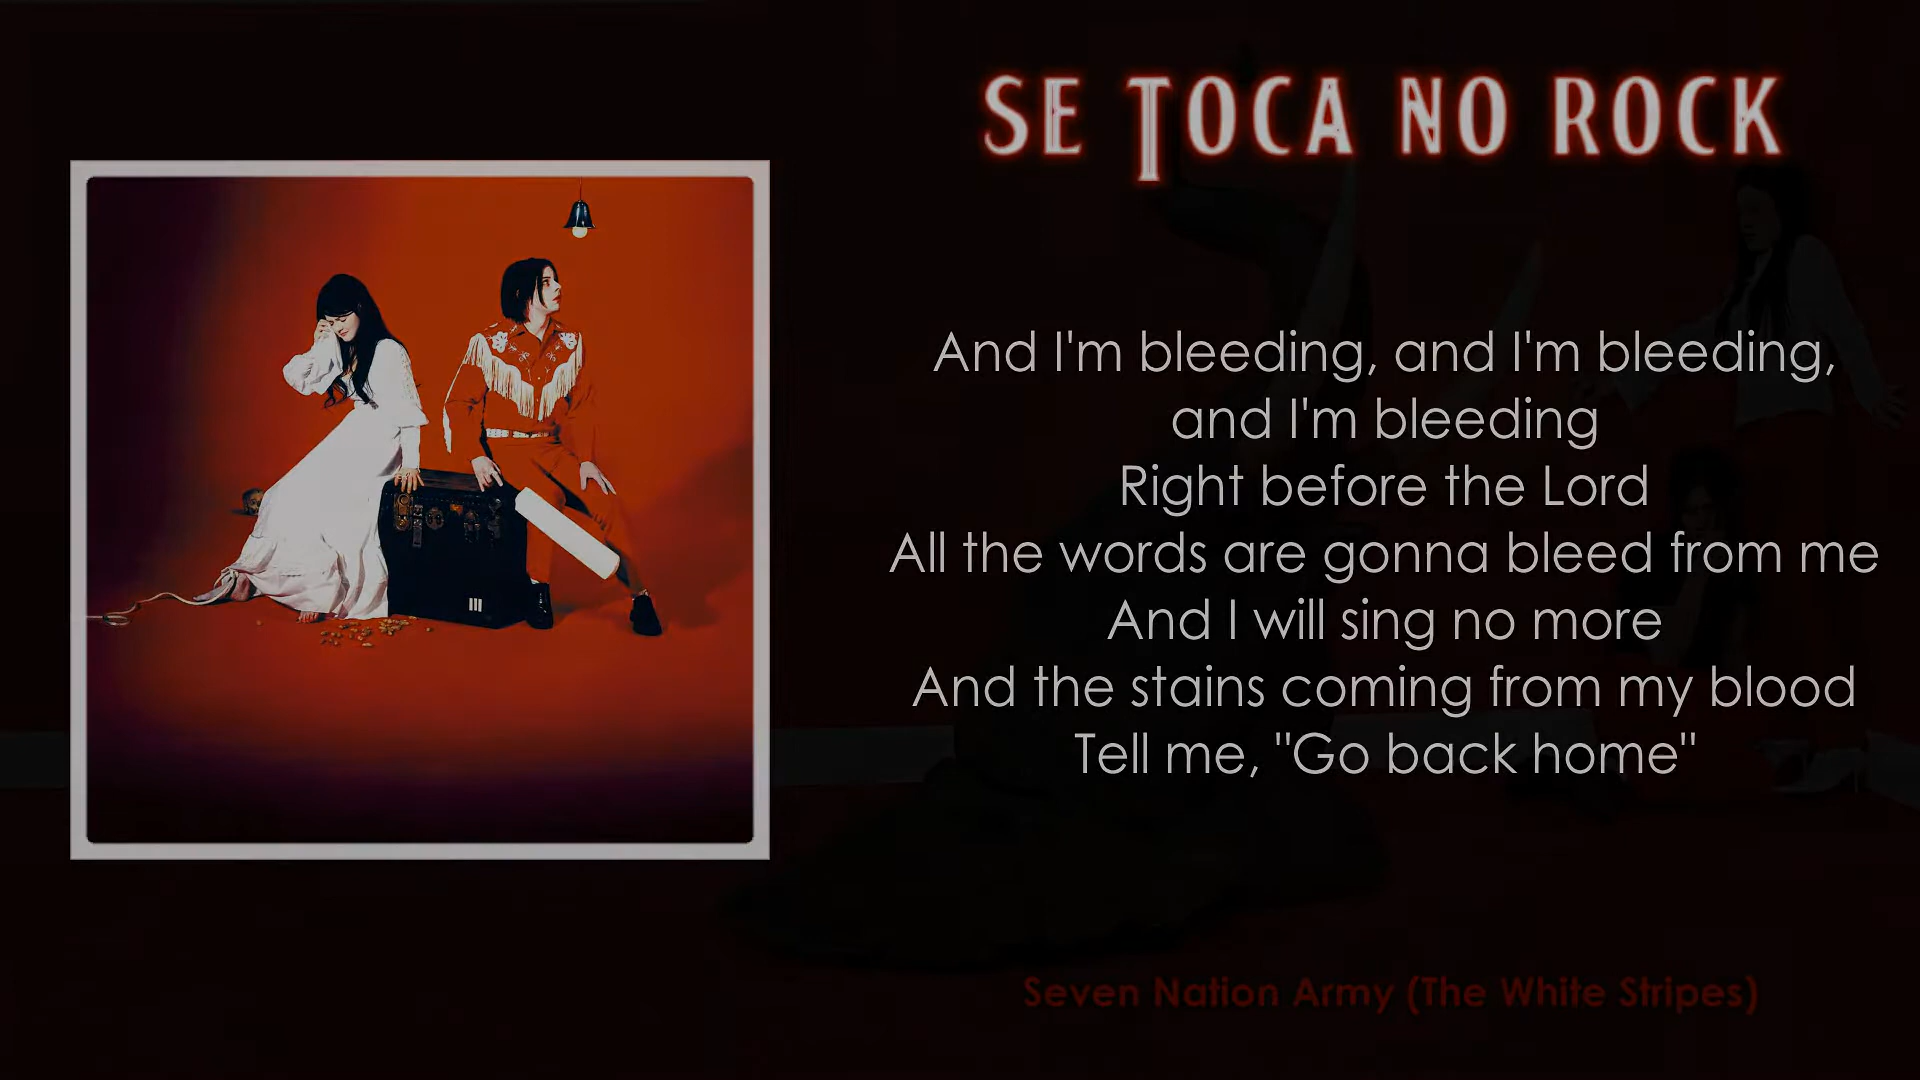 SE TOCA NO ROCK
And I'm bleeding, and I'm bleeding,
and I'm bleeding
Right before the Lord
All the words are gonna bleed from me
And I will sing no more
And the stains coming from my blood
Tell me, "Go back home"
Seven Nation Army (The White Stripes)
III